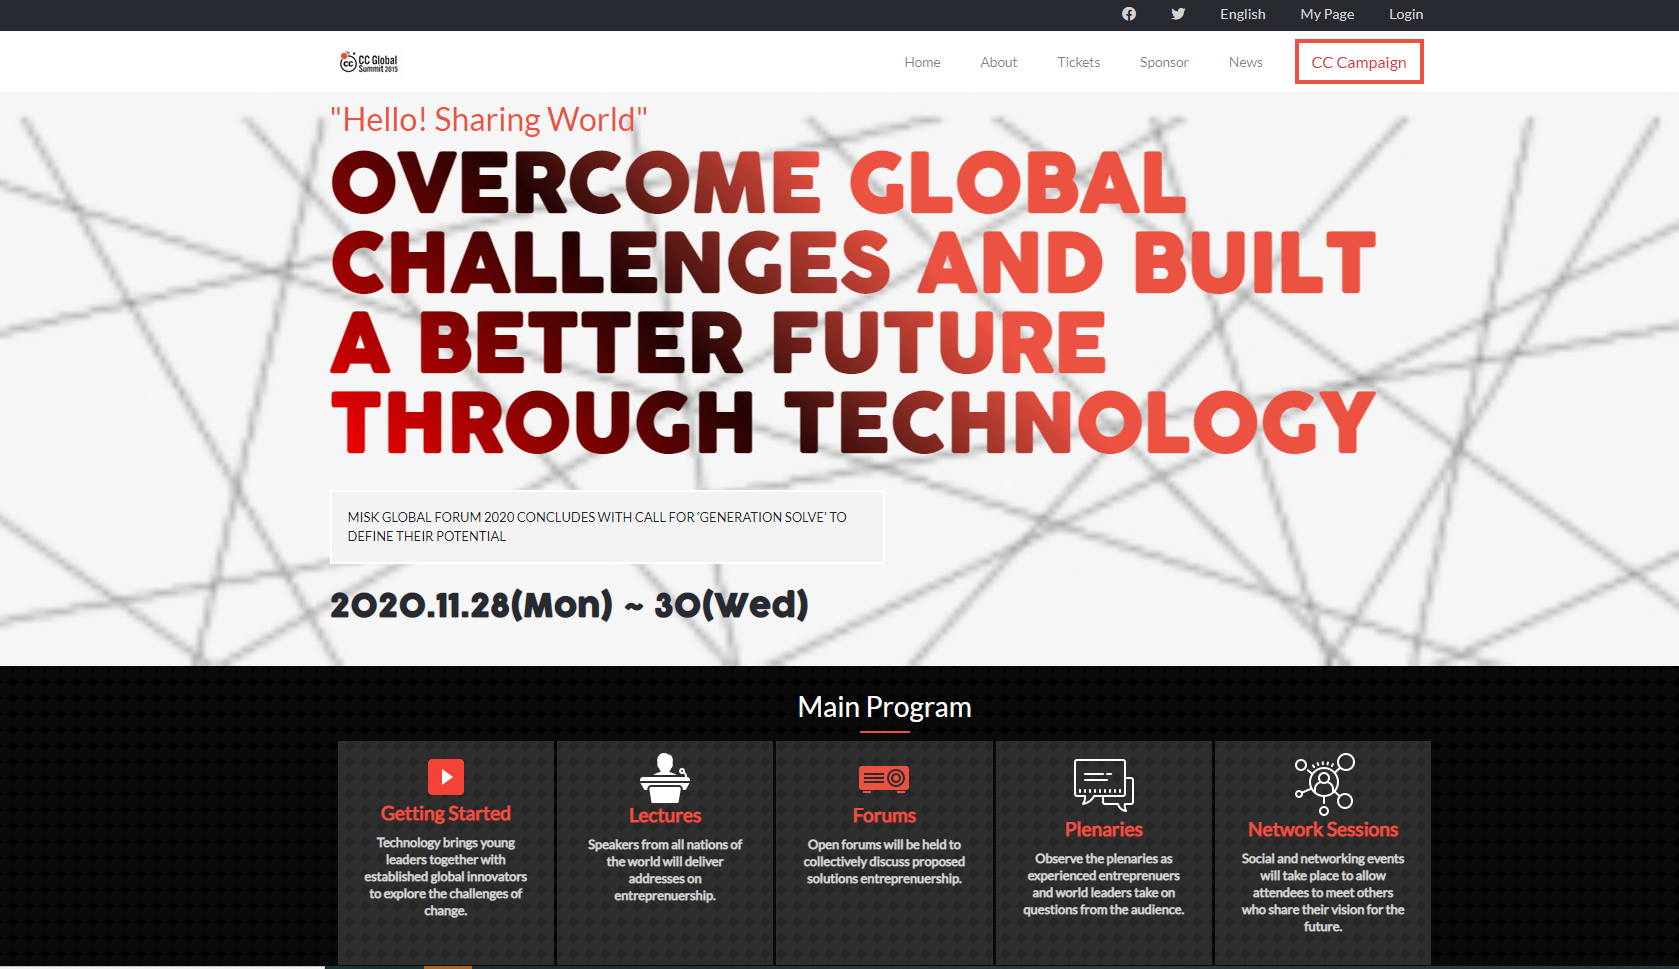 English My Page Login
CC Global
Summit 2015
cc
Home About Tickets Sponsor News CC Campaign
"Hello! Sharing World"
OVERCOME GLOBAL
CHALLENGES AND BUILT
A BETTER FUTURE
THROUGH TECHNOLOGY
MISK GLOBAL FORUM 2020 CONCLUDES WITH CALL FOR ‘GENERATION SOLVE’ TO
DEFINE THEIR POTENTIAL
2020.11.28(Mon) ~ 30(Wed)
Main Program
Getting Started
Technology brings young
leaders together with
established global innovators
to explore the challenges of
change.
Lectures
Speakers from all nations of
the world will deliver
addresses on
entreprenuership.
Forums
Open forums will be held to
collectively discuss proposed
solutions entreprenuership.
Plenaries
Observe the plenaries as
experienced entreprenuers
and world leaders take on
questions from the audience.
Network Sessions
Social and networking events
will take place to allow
attendees to meet others
who share their vision for the
future.